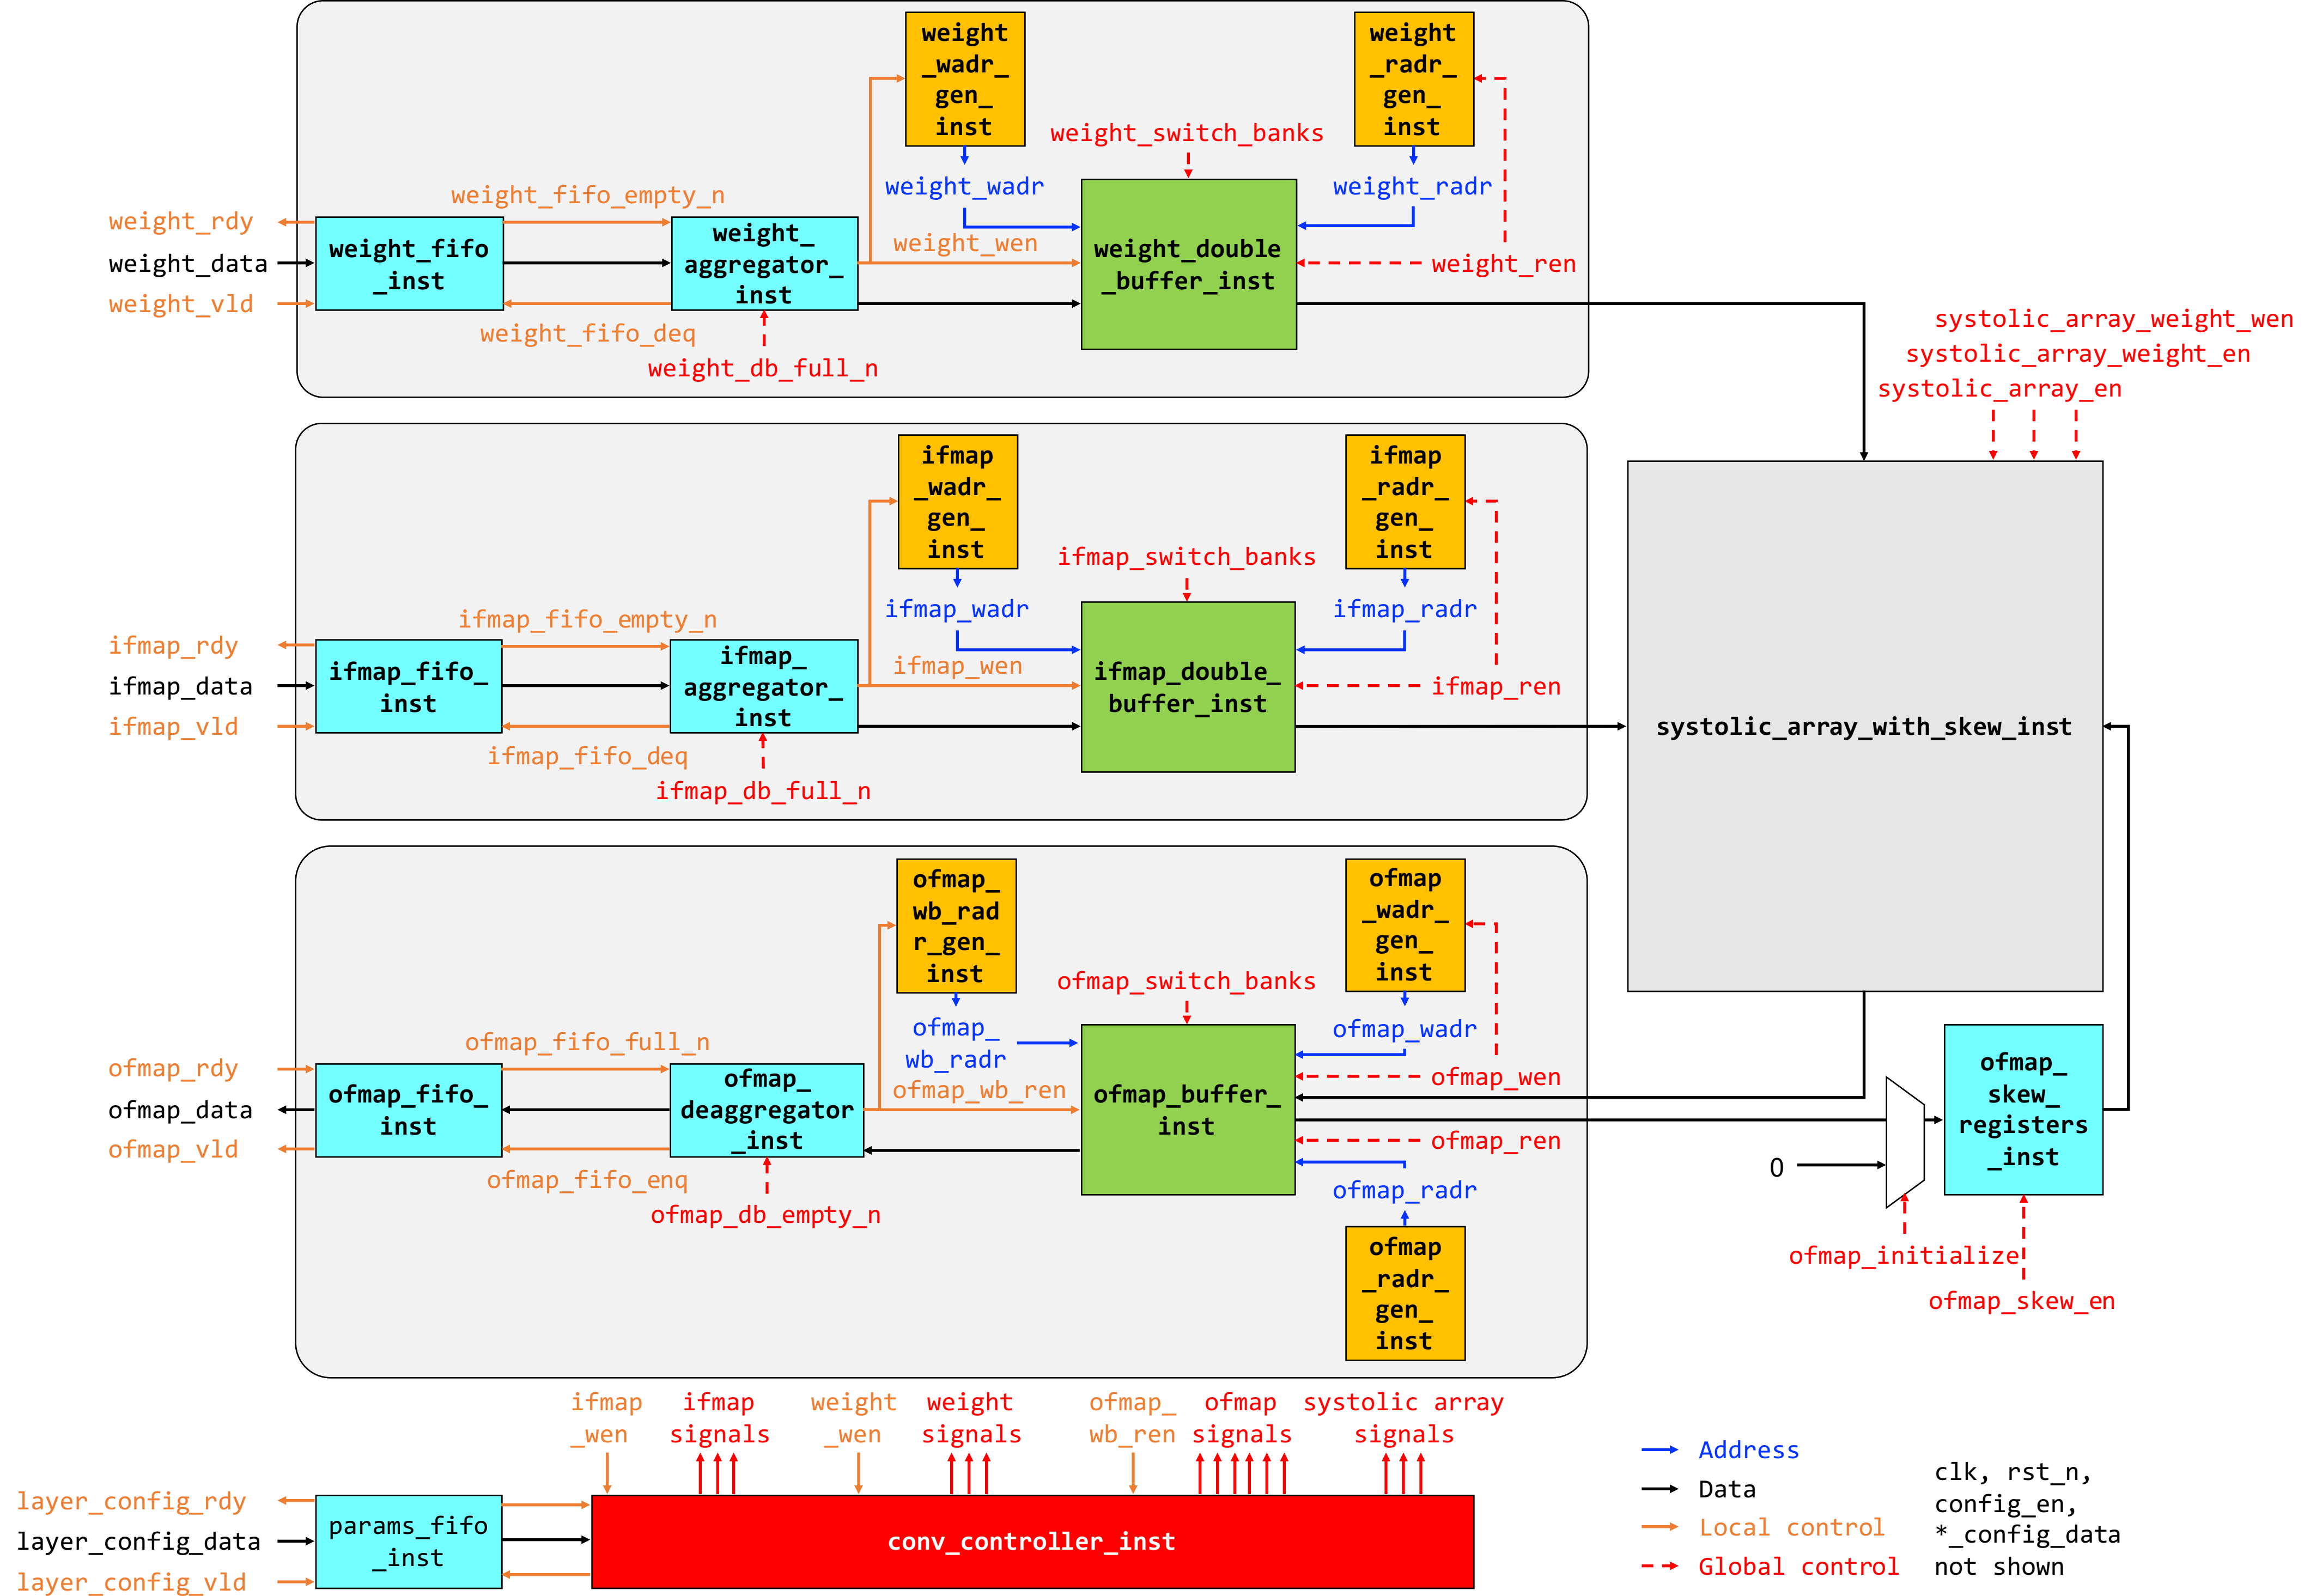 weight
_wadr_
gen_
inst
weight
_radr_
gen_
inst
weight_switch_banks
weight_wadr
weight_radr
weight_fifo_empty_n
weight_rdy
weight_data
weight_vld
weight_fifo
_inst
weight_
aggregator_
inst
weight_wen
weight_double
_buffer_inst
weight_ren
weight_fifo_deq
weight_db_full_n
systolic_array_weight_wen
systolic_array_weight_en
systolic_array_en
ifmap
_wadr_
gen_
inst
ifmap
_radr_
gen_
inst
ifmap_switch_banks
ifmap_wadr
ifmap_radr
ifmap_fifo_empty_n
ifmap_rdy
ifmap_data
ifmap_vld
ifmap_fifo_
inst
ifmap_
aggregator_
inst
ifmap_wen
ifmap_double_
buffer_inst
ifmap_ren
ifmap_fifo_deq
ifmap_db_full_n
systolic_array_with_skew_inst
ofmap_
wb_rad
r_gen_
inst
ofmap
_wadr_
gen_
inst
ofmap_switch_banks
ofmap_
wb_radr
ofmap_wadr
ofmap_fifo_full_n
ofmap_rdy
ofmap_data
ofmap_vld
ofmap_fifo_
inst
ofmap_
deaggregator
_inst
ofmap_wb_ren
ofmap_buffer_
inst
ofmap_wen
ofmap_ren
ofmap_radr
ofmap_fifo_enq
ofmap_db_empty_n
ofmap
_radr_
gen_
inst
0
ofmap_
skew_
registers
_inst
ofmap_initialize
ofmap_skew_en
ifmap
_wen
ifmap
signals
weight
_wen
weight
signals
ofmap_
wb_ren
ofmap
signals
systolic array
signals
layer_config_rdy
layer_config_data
layer_config_vld
params_fifo
_inst
conv_controller_inst
Address
Data
Local control
Global control
clk, rst_n,
config_en,
*_config_data
not shown